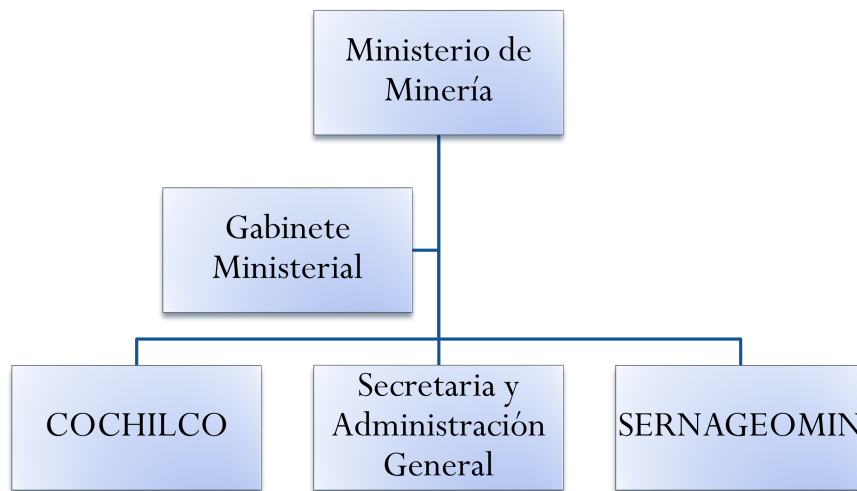 Ministerio de
Minería
Gabinete
Ministerial
COCHILCO
Secretaria y
Administración
General
SERNAGEOMIN